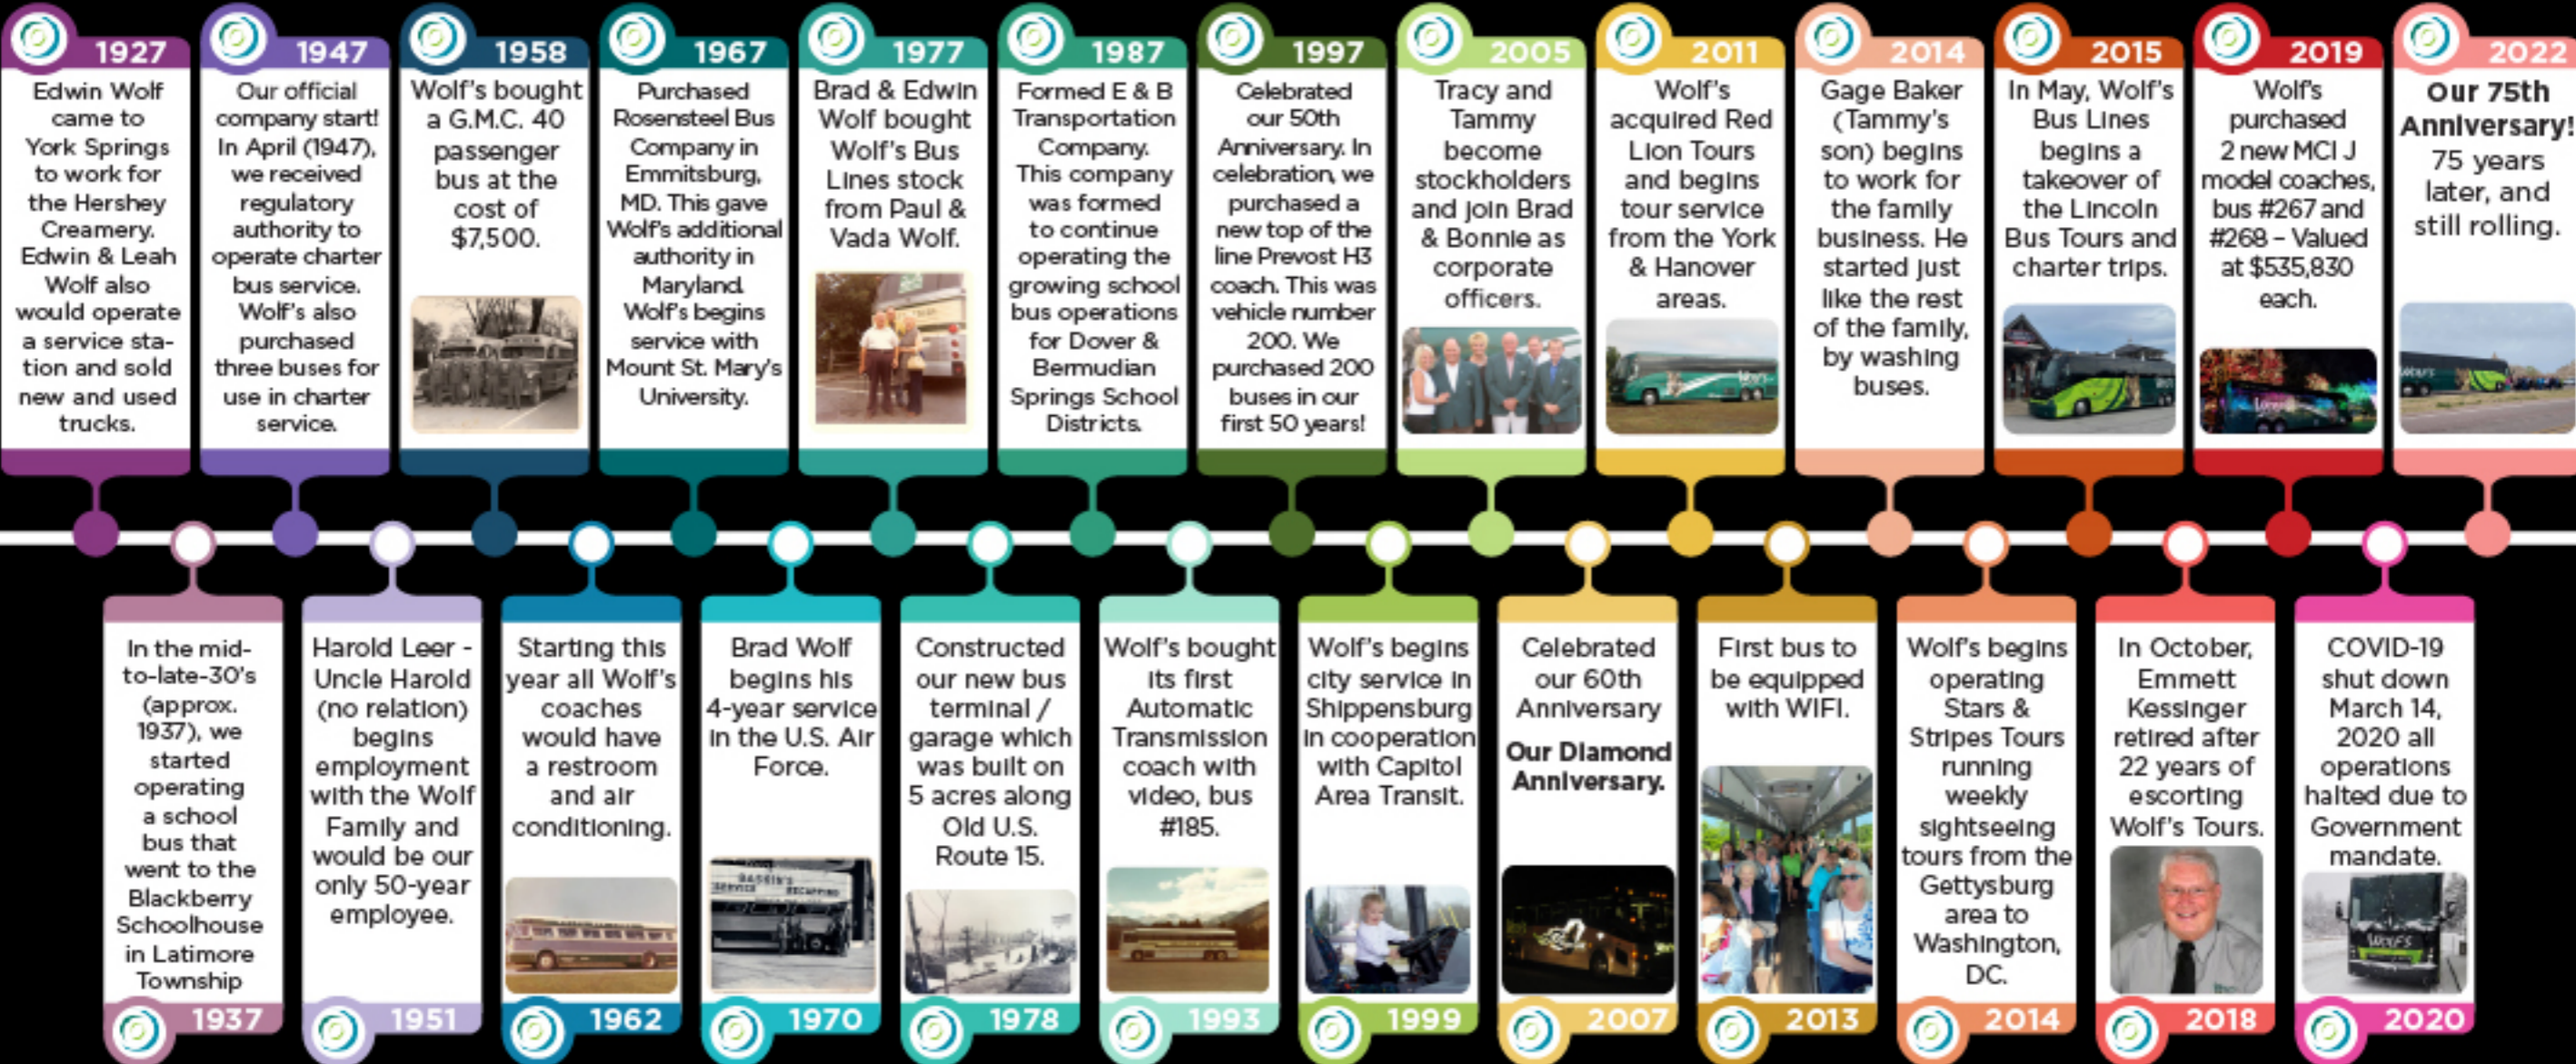 1927
Edwin Wolf
came to
York Springs
to work for
the Hershey
Creamery.
Edwin & Leah
Wolf also
would operate
a service sta-
tion and sold
new and used
trucks.
1937
In the mid-
to-late-30's
(approx.
1937), we
started
operating
a school
bus that
went to the
Blackberry
Schoolhouse
in Latimore
Township
1947
Our official
company start!
In April (1947),
we received
regulatory
authority to
operate charter
bus service.
Wolf's also
purchased
three buses for
use in charter
service.
1951
Harold Leer -
Uncle Harold
(no relation)
begins
employment
with the Wolf
Family and
would be our
only 50-year
employee.
1958
Wolf's bought
a G.M.C. 40
passenger
bus at the
cost of
$7,500.
1962
Starting this
year all Wolf's
coaches
would have
a restroom
and air
conditioning.
1967
Purchased
Rosensteel Bus
Company in
Emmitsburg,
MD. This gave
Wolf's additional
authority in
Maryland.
Wolf's begins
service with
Mount St. Mary's
University.
1970
Brad Wolf
begins his
4-year service
in the U.S. Air
Force.
1977
Brad & Edwin
Wolf bought
Wolf's Bus
Lines stock
from Paul &
Vada Wolf.
1978
Constructed
our new bus
terminal /
garage which
was built on
5 acres along
Old U.S.
Route 15.
1987
Formed E & B
Transportation
Company.
This company
was formed
to continue
operating the
growing school
bus operations
for Dover &
Bermudian
Springs School
Districts.
1993
Wolf's bought
its first
Automatic
Transmission
coach with
video, bus
#185.
1997
Celebrated
our 50th
Anniversary. In
celebration, we
purchased a
new top of the
line Prevost H3
coach. This was
vehicle number
200. We
purchased 200
buses in our
first 50 years!
1999
Wolf's begins
city service in
Shippensburg
in cooperation
with Capitol
Area Transit.
2005
Tracy and
Tammy
become
stockholders
and join Brad
& Bonnie as
corporate
officers.
2007
Celebrated
our 60th
Anniversary
Our Diamond
Anniversary.
2011
Wolf's
acquired Red
Lion Tours
and begins
tour service
from the York
& Hanover
areas.
2013
First bus to
be equipped
with WIFI.
2014
Gage Baker
(Tammy's
son) begins
to work for
the family
business. He
started just
like the rest
of the family,
by washing
buses.
2014
Wolf's begins
operating
Stars &
Stripes Tours
running
weekly
sightseeing
tours from the
Gettysburg
area to
Washington,
DC.
2015
In May, Wolf's
Bus Lines
begins a
takeover of
the Lincoln
Bus Tours and
charter trips.
2018
In October,
Emmett
Kessinger
retired after
22 years of
escorting
Wolf's Tours.
2019
Wolf's
purchased
2 new MCI J
model coaches,
bus #267 and
#268 – Valued
at $535,830
each.
2020
COVID-19
shut down
March 14,
2020 all
operations
halted due to
Government
mandate.
WOLF'S
2022
Our 75th
Anniversary!
75 years
later, and
still rolling.